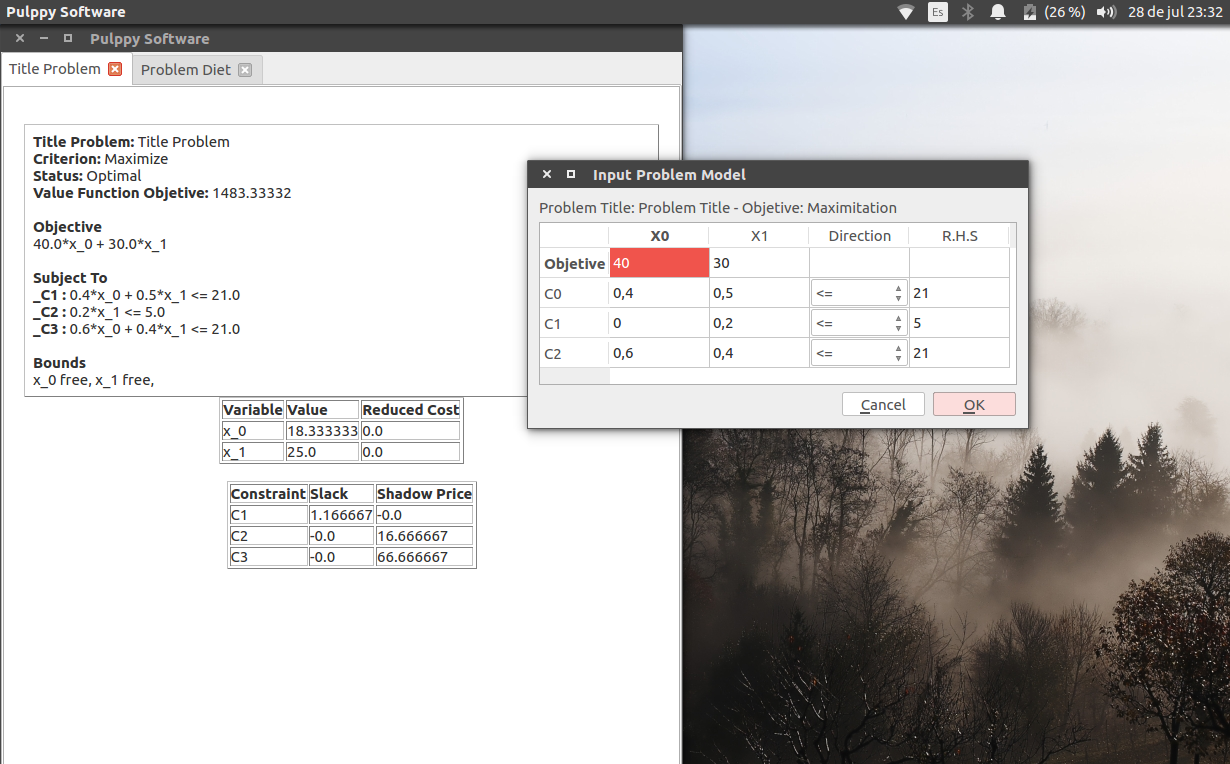 Pulppy Software
Es
(26 %)
28 de jul 23:32
Pulppy Software
Title Problem
Problem Diet
Title Problem: Title Problem
Criterion: Maximize
Status: Optimal
Value Function Objetive: 1483.33332
Objective
40.0*x_0 + 30.0*x_1
Subject To
_C1 : 0.4*x_0 + 0.5*x_1 <= 21.0
_C2 : 0.2*x_1 <= 5.0
_C3 : 0.6*x_0 + 0.4*x_1 <= 21.0
Bounds
x_0 free, x_1 free,
Variable Value Reduced Cost
x_0 18.333333 0.0
x_1 25.0 0.0
Constraint Slack Shadow Price
C1 1.166667 -0.0
C2 -0.0 16.666667
C3 -0.0 66.666667
Input Problem Model
Problem Title: Problem Title - Objetive: Maximitation
X0 X1 Direction R.H.S
Objetive 40 30
C0 0,4 0,5 <= 21
C1 0 0,2 <= 5
C2 0,6 0,4 <= 21
Cancel
OK